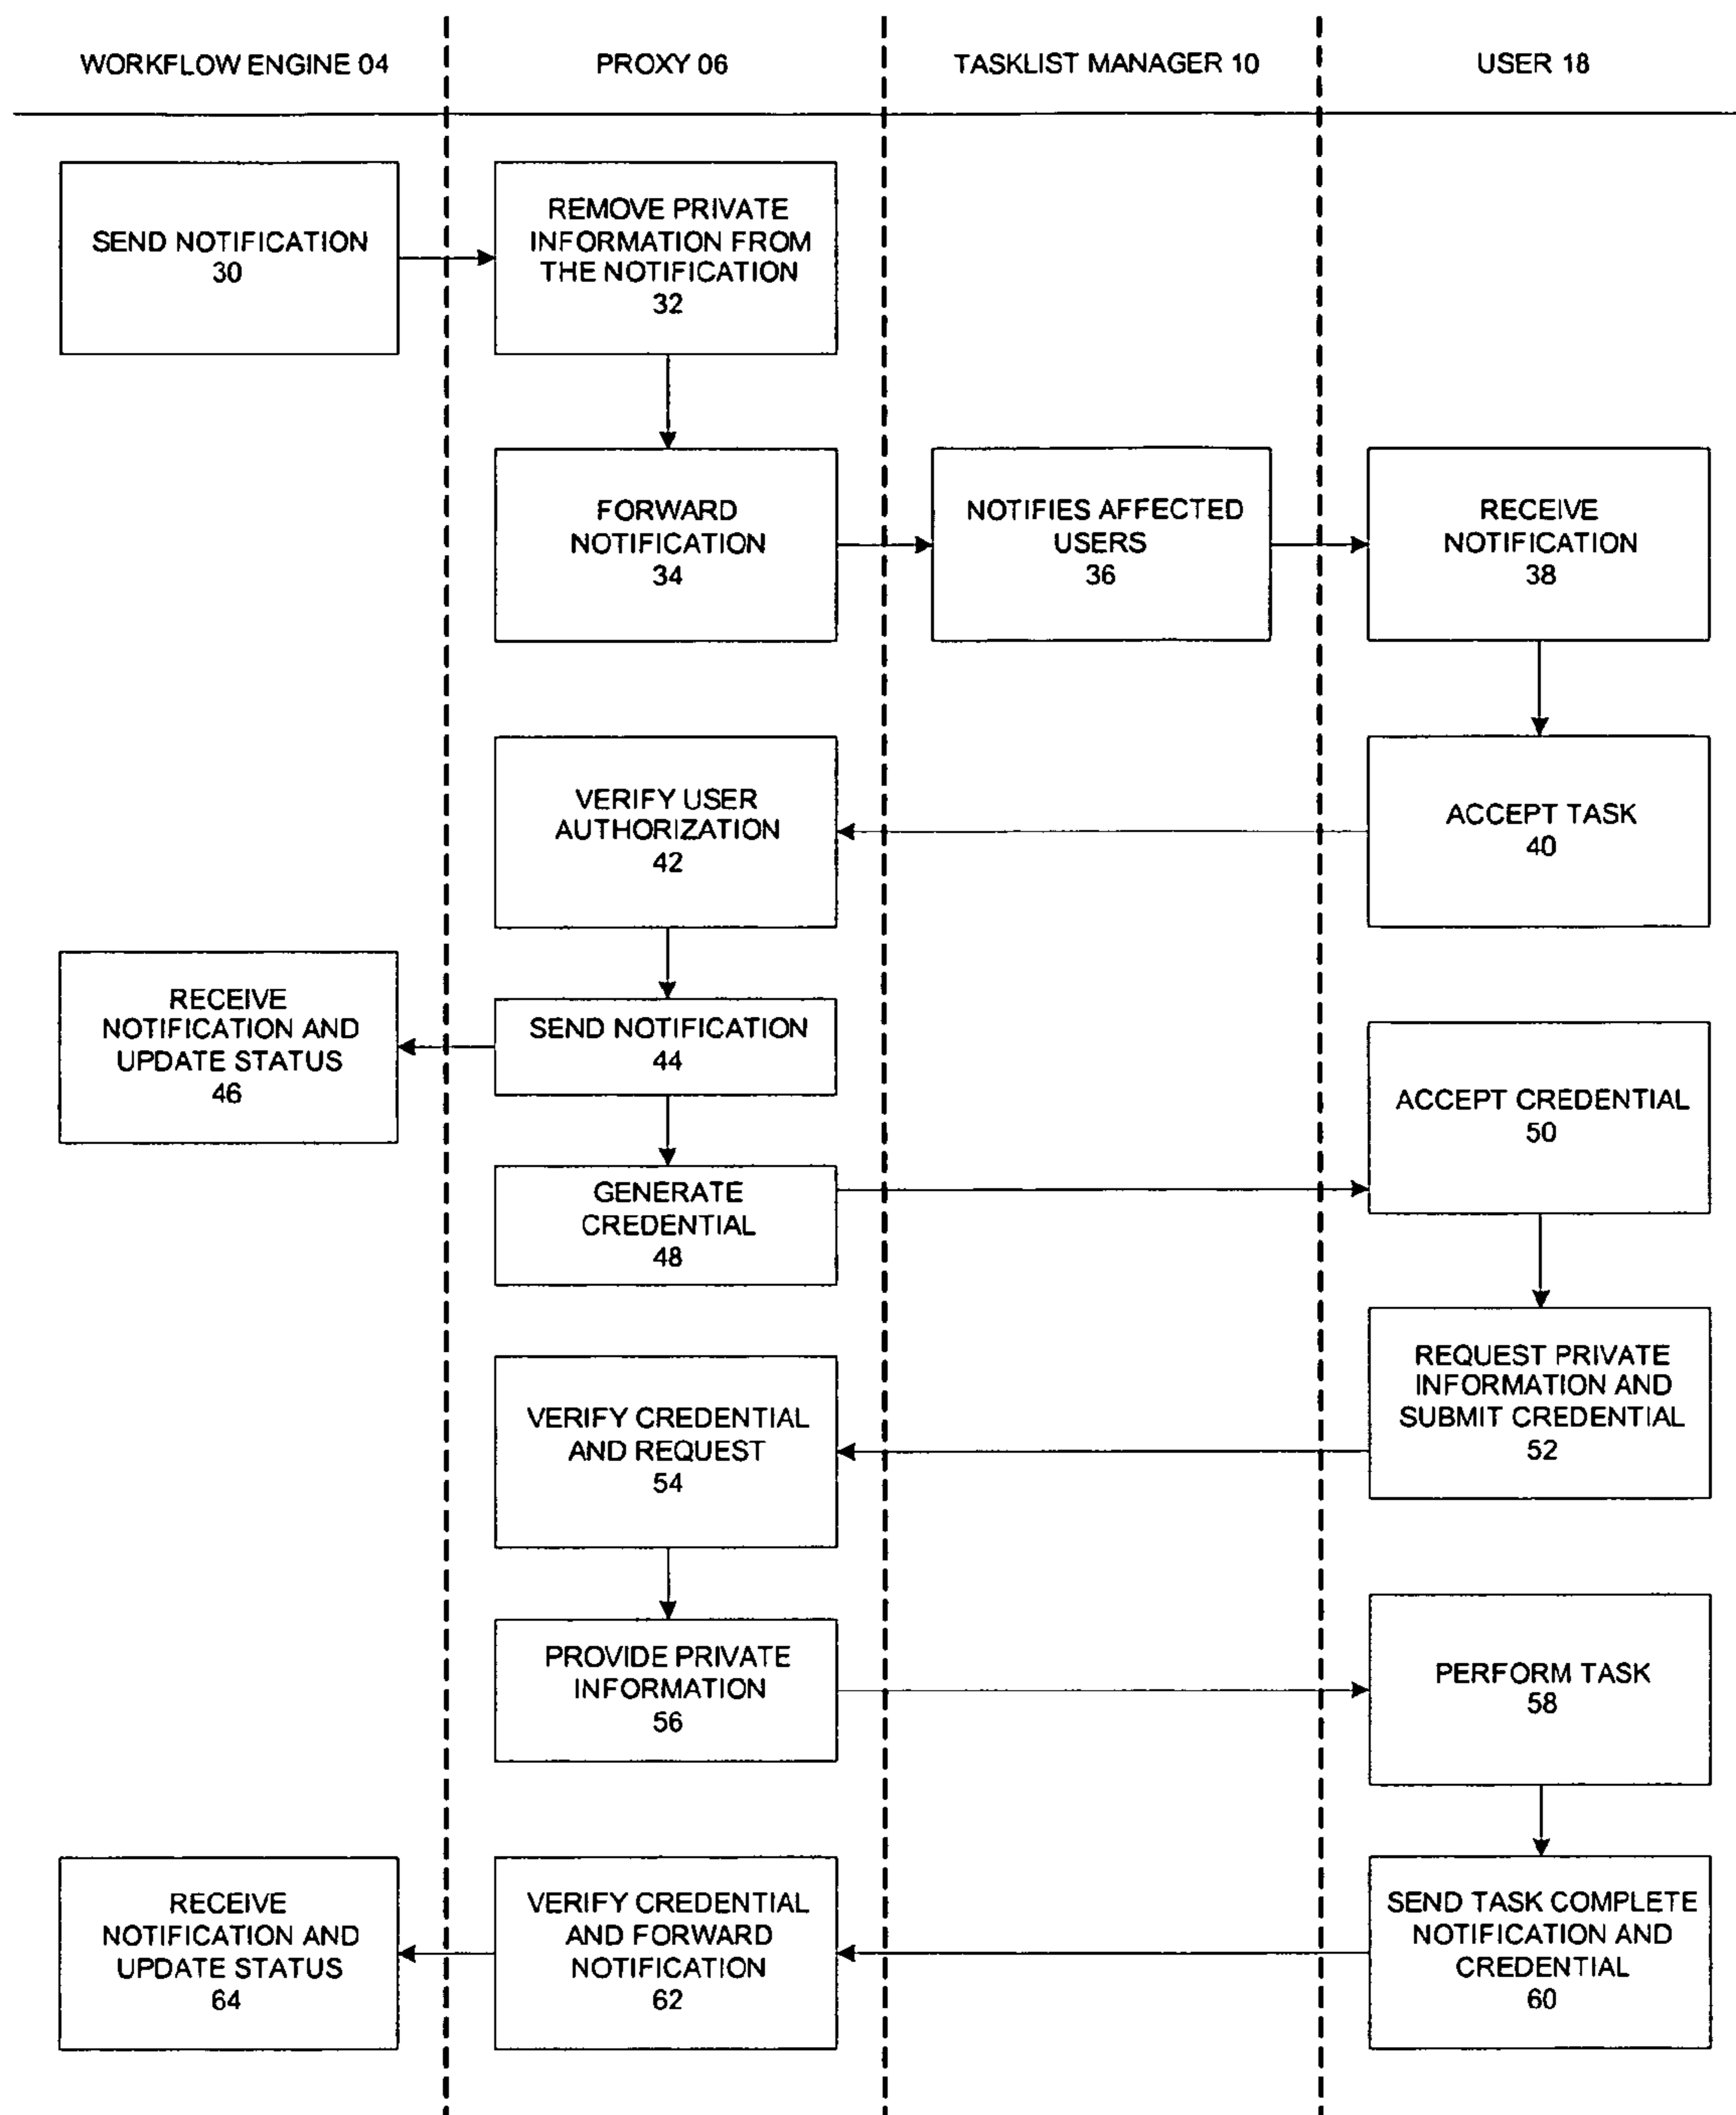 WORKFLOW ENGINE 04
PROXY 06
TASKLIST MANAGER 10
USER 18
SEND NOTIFICATION
30
REMOVE PRIVATE
INFORMATION FROM
THE NOTIFICATION
32
FORWARD
NOTIFICATION
34
NOTIFIES AFFECTED
USERS
36
RECEIVE
NOTIFICATION
38
ACCEPT TASK
40
VERIFY USER
AUTHORIZATION
42
SEND NOTIFICATION
44
RECEIVE
NOTIFICATION AND
UPDATE STATUS
46
GENERATE
CREDENTIAL
48
ACCEPT CREDENTIAL
50
REQUEST PRIVATE
INFORMATION AND
SUBMIT CREDENTIAL
52
VERIFY CREDENTIAL
AND REQUEST
54
PROVIDE PRIVATE
INFORMATION
56
PERFORM TASK
58
SEND TASK COMPLETE
NOTIFICATION AND
CREDENTIAL
60
VERIFY CREDENTIAL
AND FORWARD
NOTIFICATION
62
RECEIVE
NOTIFICATION AND
UPDATE STATUS
64